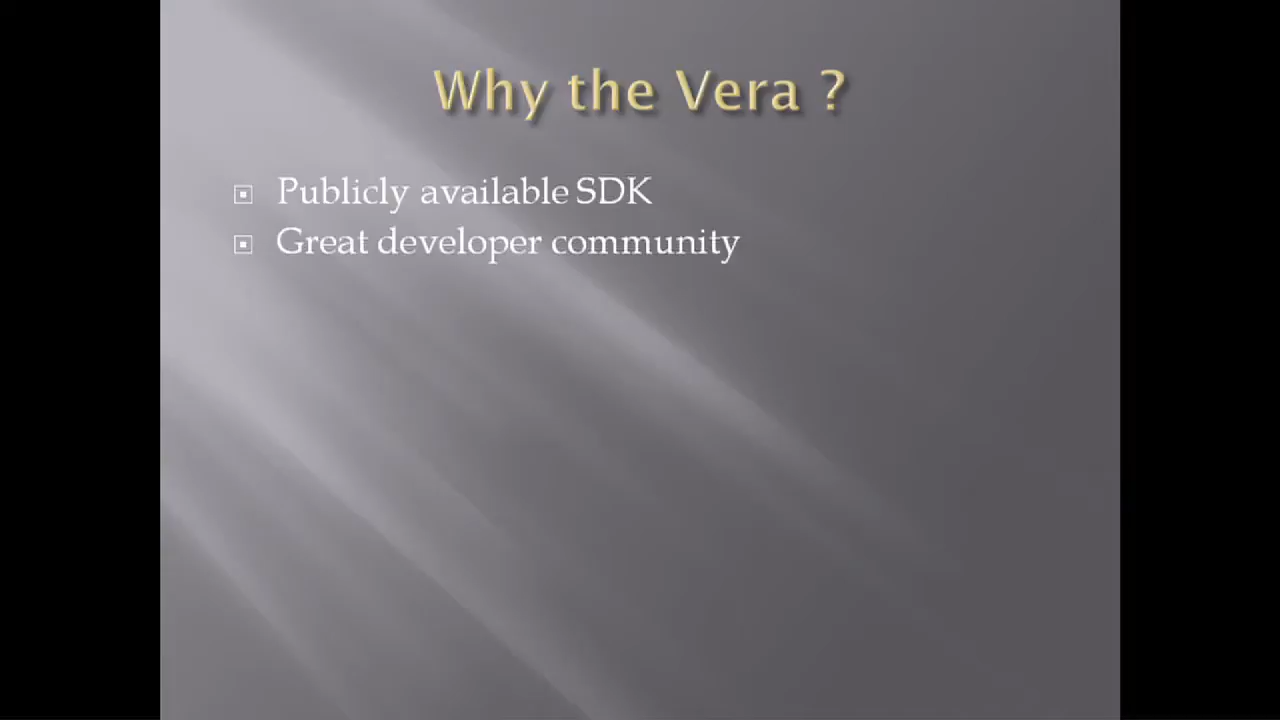 Why the Vera ?
Publicly available SDK
Great developer community